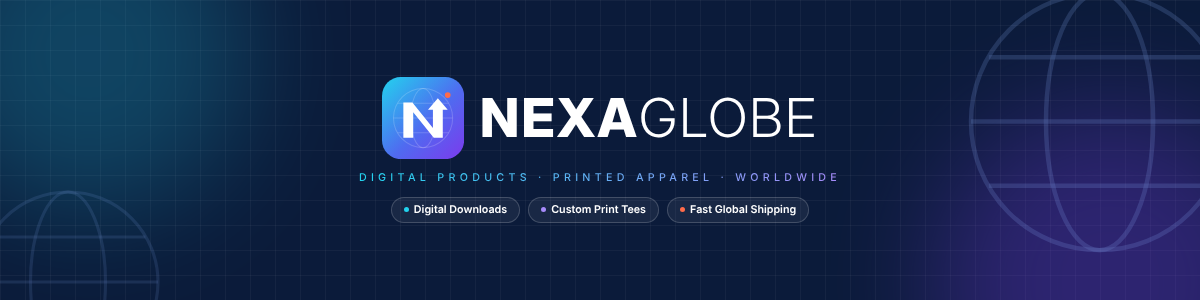 N
NEXAGLOBE
DIGITAL PRODUCTS · PRINTED APPAREL · WORLDWIDE
Digital Downloads
Custom Print Tees
Fast Global Shipping